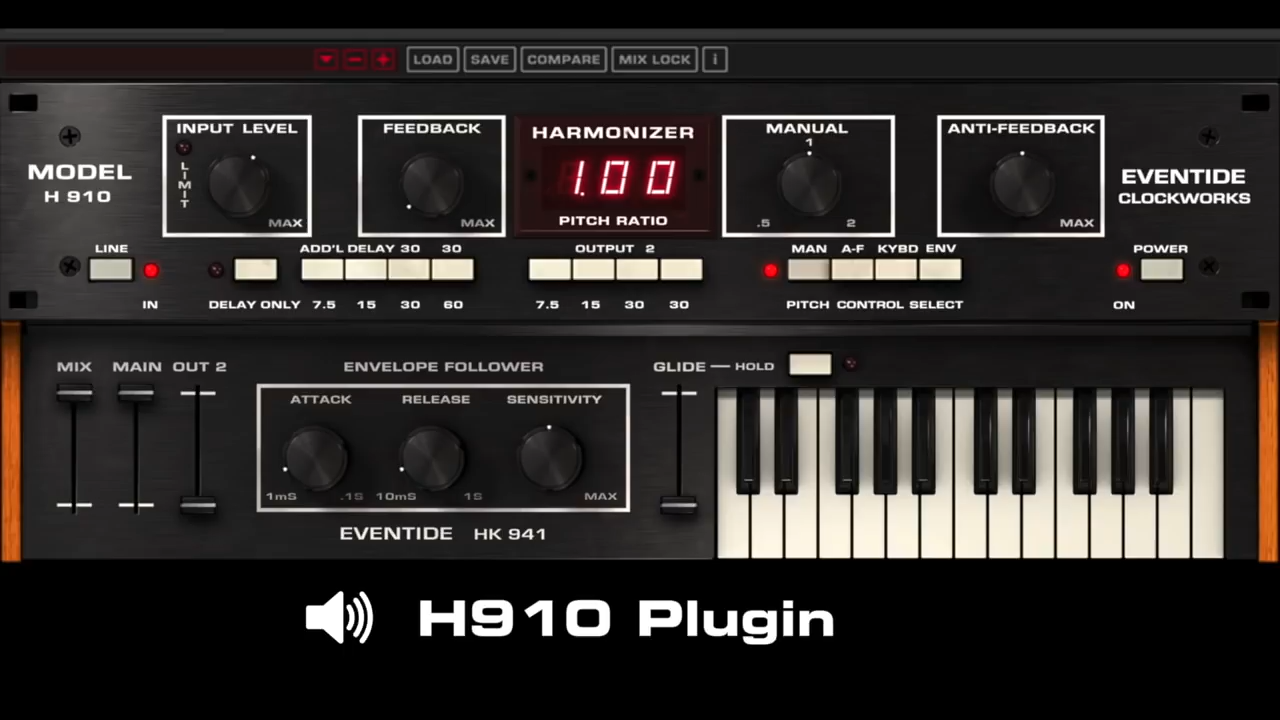 LOAD SAVE COMPARE MIX LOCK i
INPUT LEVEL
LIMIT
MAX
FEEDBACK
MAX
HARMONIZER
1.00
PITCH RATIO
MANUAL
1
.5 2
ANTI-FEEDBACK
MAX
MODEL
H 910
EVENTIDE
CLOCKWORKS
LINE
IN
DELAY ONLY
ADD'L DELAY 30 30
7.5 15 30 60
OUTPUT 2
7.5 15 30 30
MAN A-F KYBD ENV
PITCH CONTROL SELECT
POWER
ON
MIX MAIN OUT 2
ENVELOPE FOLLOWER
ATTACK RELEASE SENSITIVITY
1mS .1S 10mS 1S MAX
EVENTIDE HK 941
GLIDE — HOLD
H910 Plugin